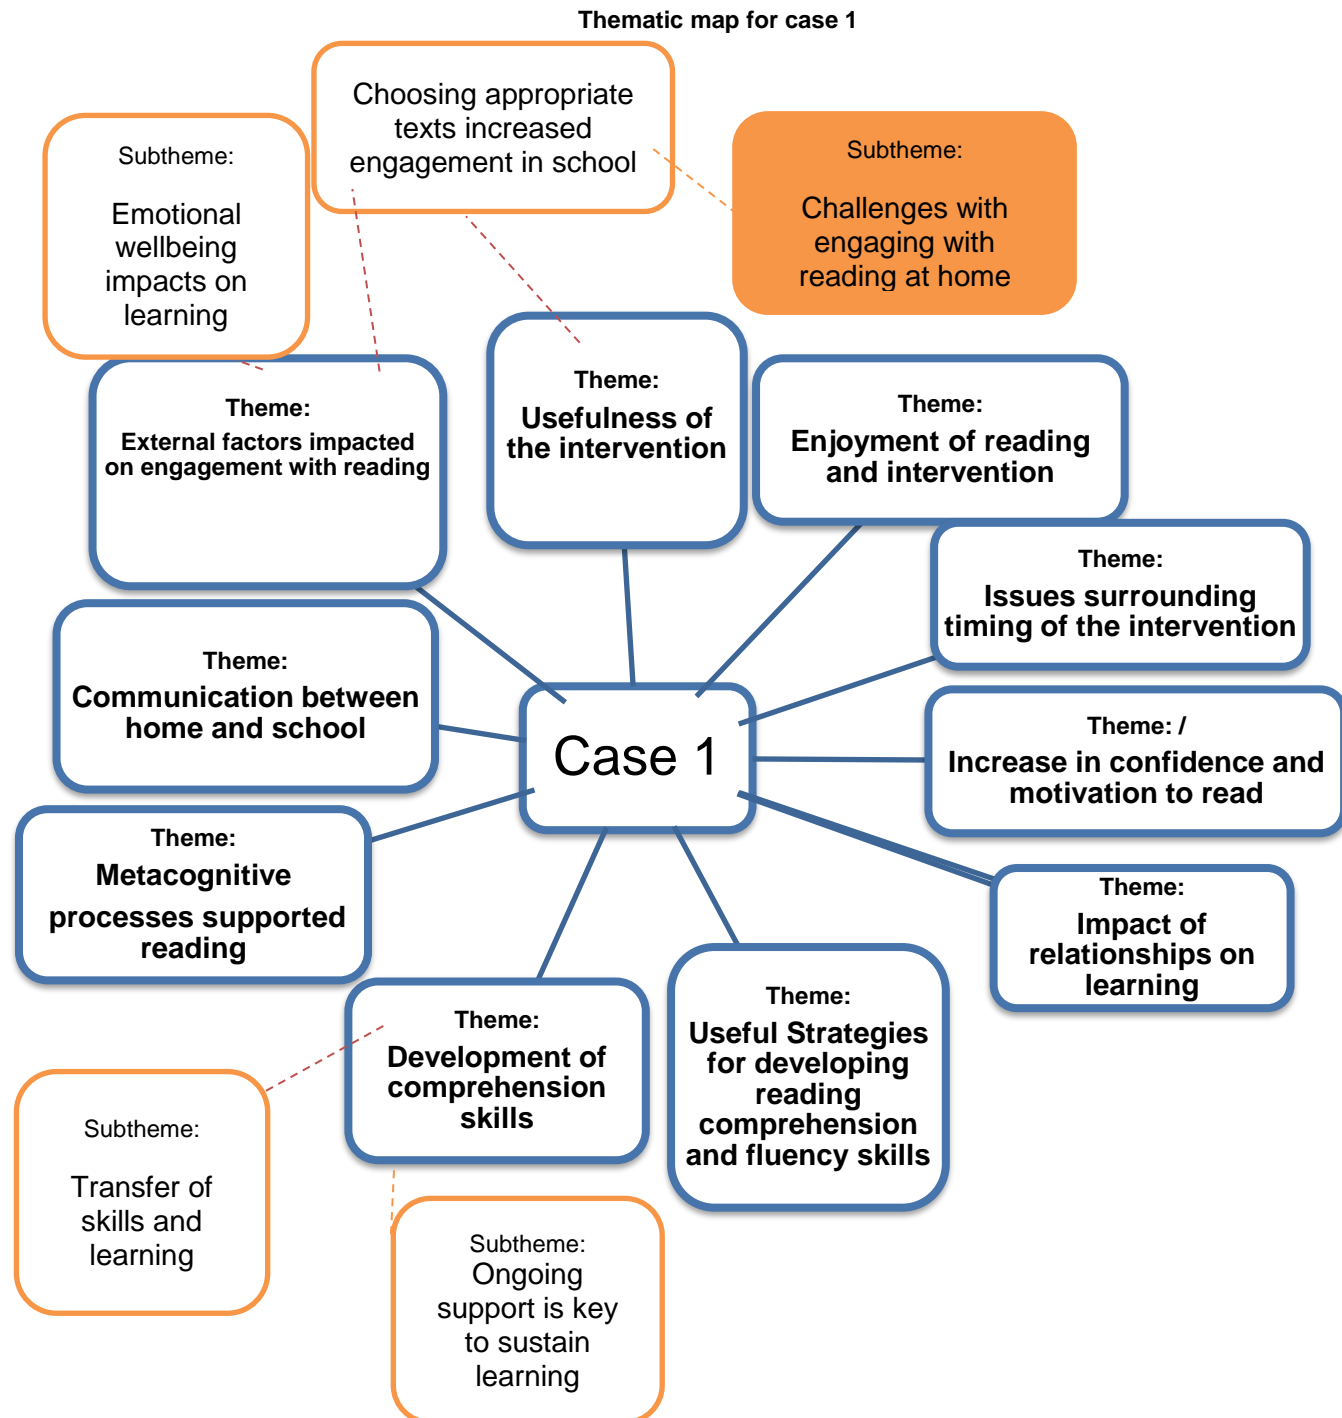 Thematic map for case 1
Choosing appropriate
texts increased
engagement in school
Subtheme:
Emotional
wellbeing
impacts on
learning
Subtheme:
Challenges with
engaging with
reading at home
Theme:
External factors impacted
on engagement with reading
Theme:
Usefulness of
the intervention
Theme:
Enjoyment of reading
and intervention
Theme:
Issues surrounding
timing of the intervention
Theme:
Communication between
home and school
Case 1
Theme: /
Increase in confidence and
motivation to read
Theme:
Metacognitive
processes supported
reading
Theme:
Impact of
relationships on
learning
Theme:
Development of
comprehension
skills
Theme:
Useful Strategies
for developing
reading
comprehension
and fluency skills
Subtheme:
Transfer of
skills and
learning
Subtheme:
Ongoing
support is key
to sustain
learning